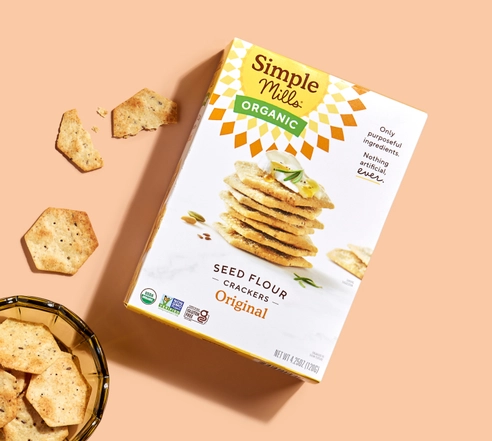 Simple
Mills
ORGANIC
Only
purposeful
ingredients.
Nothing
artificial,
ever.
SEED FLOUR
CRACKERS
Original
NET WT 4.25OZ (120G)